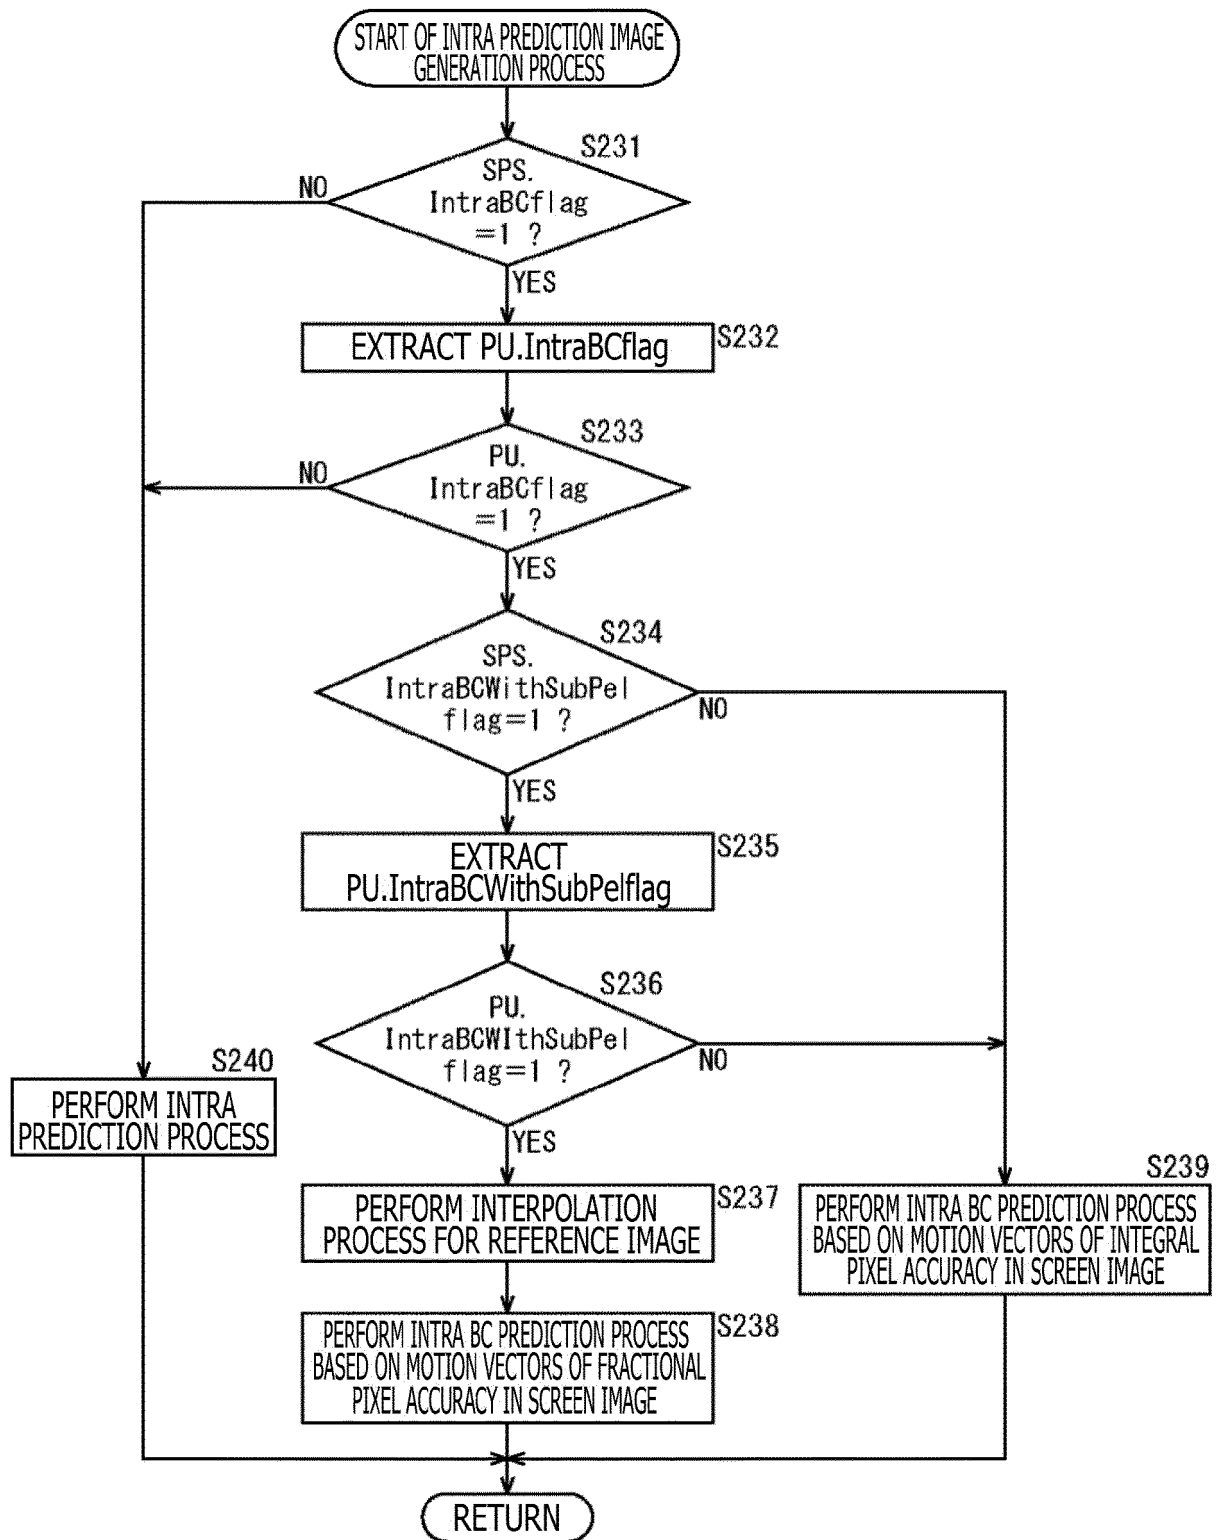 START OF INTRA PREDICTION IMAGE
GENERATION PROCESS
S231
SPS.
IntraBCflag
=1 ?
NO
YES
EXTRACT PU.IntraBCflag
S232
S233
PU.
IntraBCflag
=1 ?
NO
YES
S234
SPS.
IntraBCWithSubPel
flag=1 ?
NO
YES
EXTRACT
PU.IntraBCWithSubPelflag
S235
S236
PU.
IntraBCWIthSubPel
flag=1 ?
NO
YES
S240
PERFORM INTRA
PREDICTION PROCESS
S237
PERFORM INTERPOLATION
PROCESS FOR REFERENCE IMAGE
S239
PERFORM INTRA BC PREDICTION PROCESS
BASED ON MOTION VECTORS OF INTEGRAL
PIXEL ACCURACY IN SCREEN IMAGE
S238
PERFORM INTRA BC PREDICTION PROCESS
BASED ON MOTION VECTORS OF FRACTIONAL
PIXEL ACCURACY IN SCREEN IMAGE
RETURN